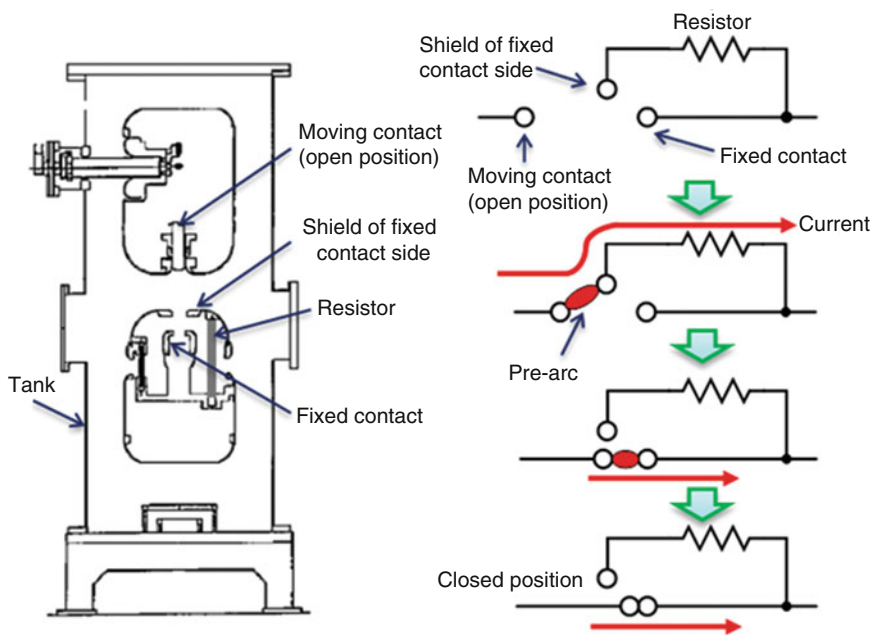 Moving contact
(open position)
Shield of fixed
contact side
Resistor
Tank
Fixed contact
Resistor
Shield of fixed
contact side
Fixed contact
Moving contact
(open position)
Current
Pre-arc
Closed position